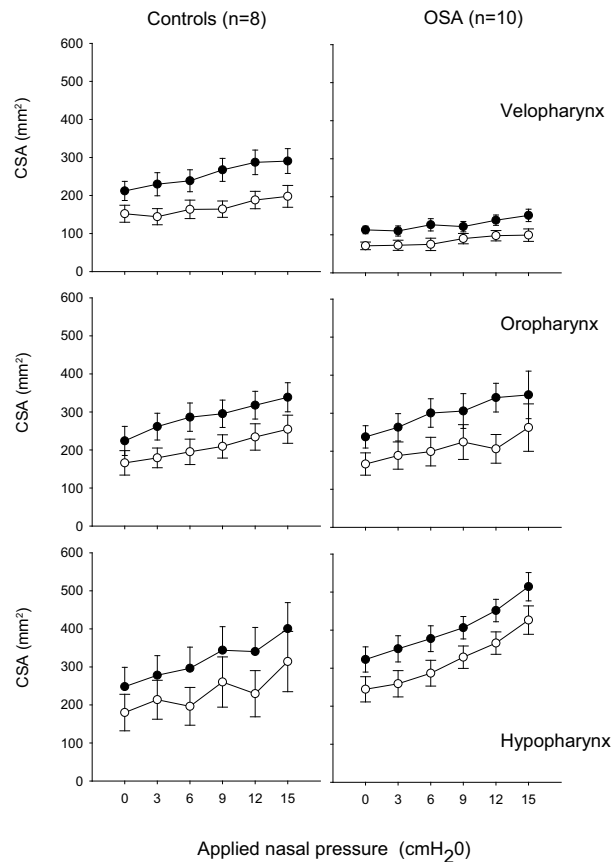 Controls (n=8)
OSA (n=10)
600
500
400
300
200
100
0
CSA (mm²)
Velopharynx
600
500
400
300
200
100
0
CSA (mm²)
Oropharynx
600
500
400
300
200
100
0
CSA (mm²)
Hypopharynx
0 3 6 9 12 15
0 3 6 9 12 15
Applied nasal pressure (cmH₂0)